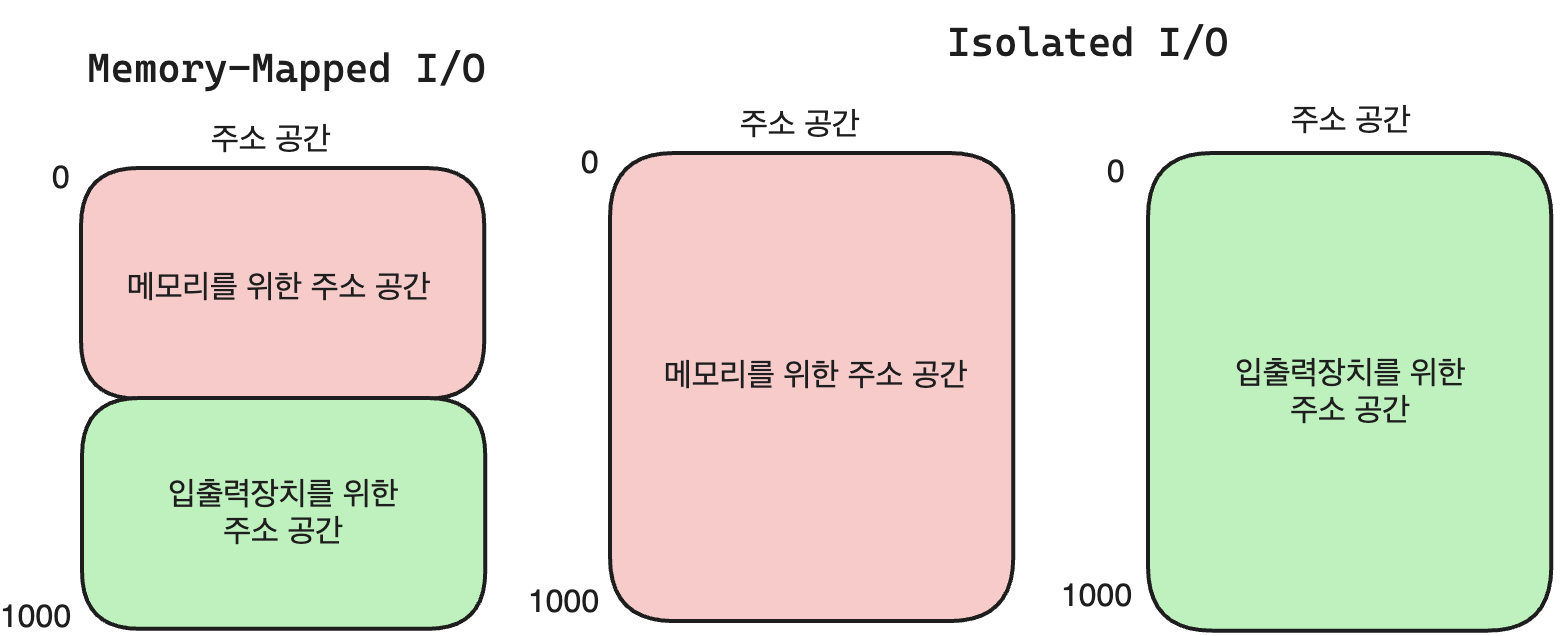 Memory-Mapped I/O
주소 공간
0
메모리를 위한 주소 공간
입출력장치를 위한
주소 공간
1000
Isolated I/O
주소 공간
0
메모리를 위한 주소 공간
1000
주소 공간
0
입출력장치를 위한
주소 공간
1000